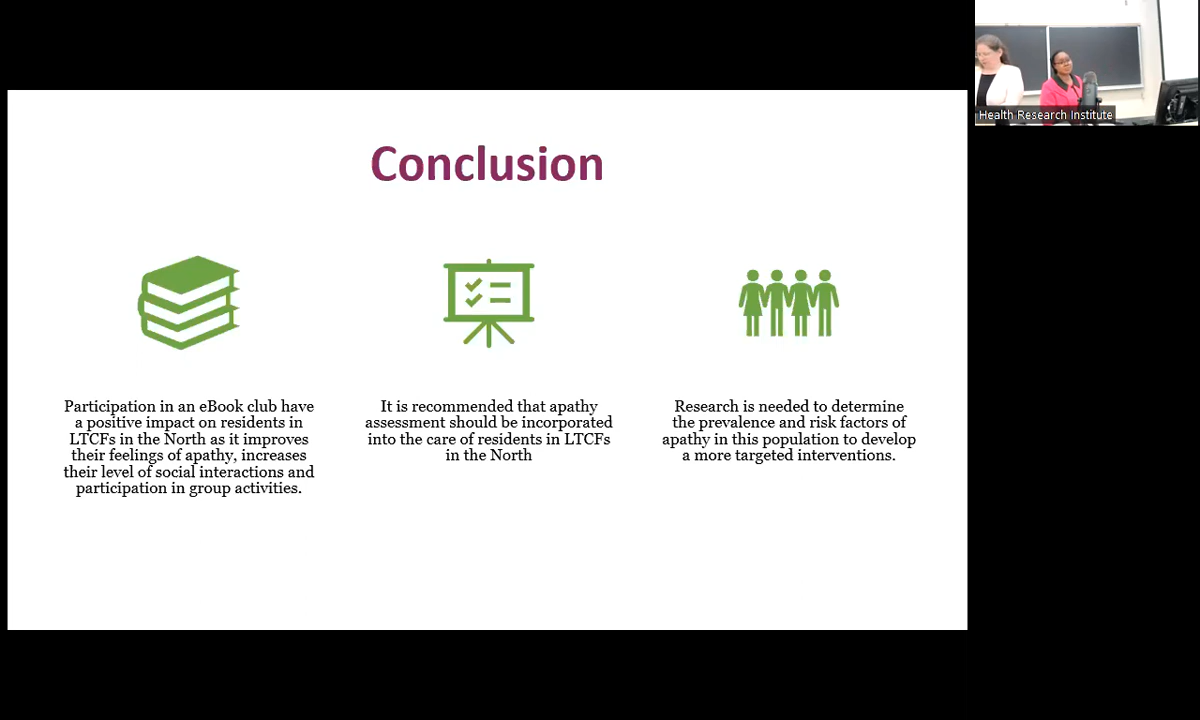 Conclusion
Participation in an eBook club have
a positive impact on residents in
LTCFs in the North as it improves
their feelings of apathy, increases
their level of social interactions and
participation in group activities.
It is recommended that apathy
assessment should be incorporated
into the care of residents in LTCFs
in the North
Research is needed to determine
the prevalence and risk factors of
apathy in this population to develop
a more targeted interventions.
Health Research Institute